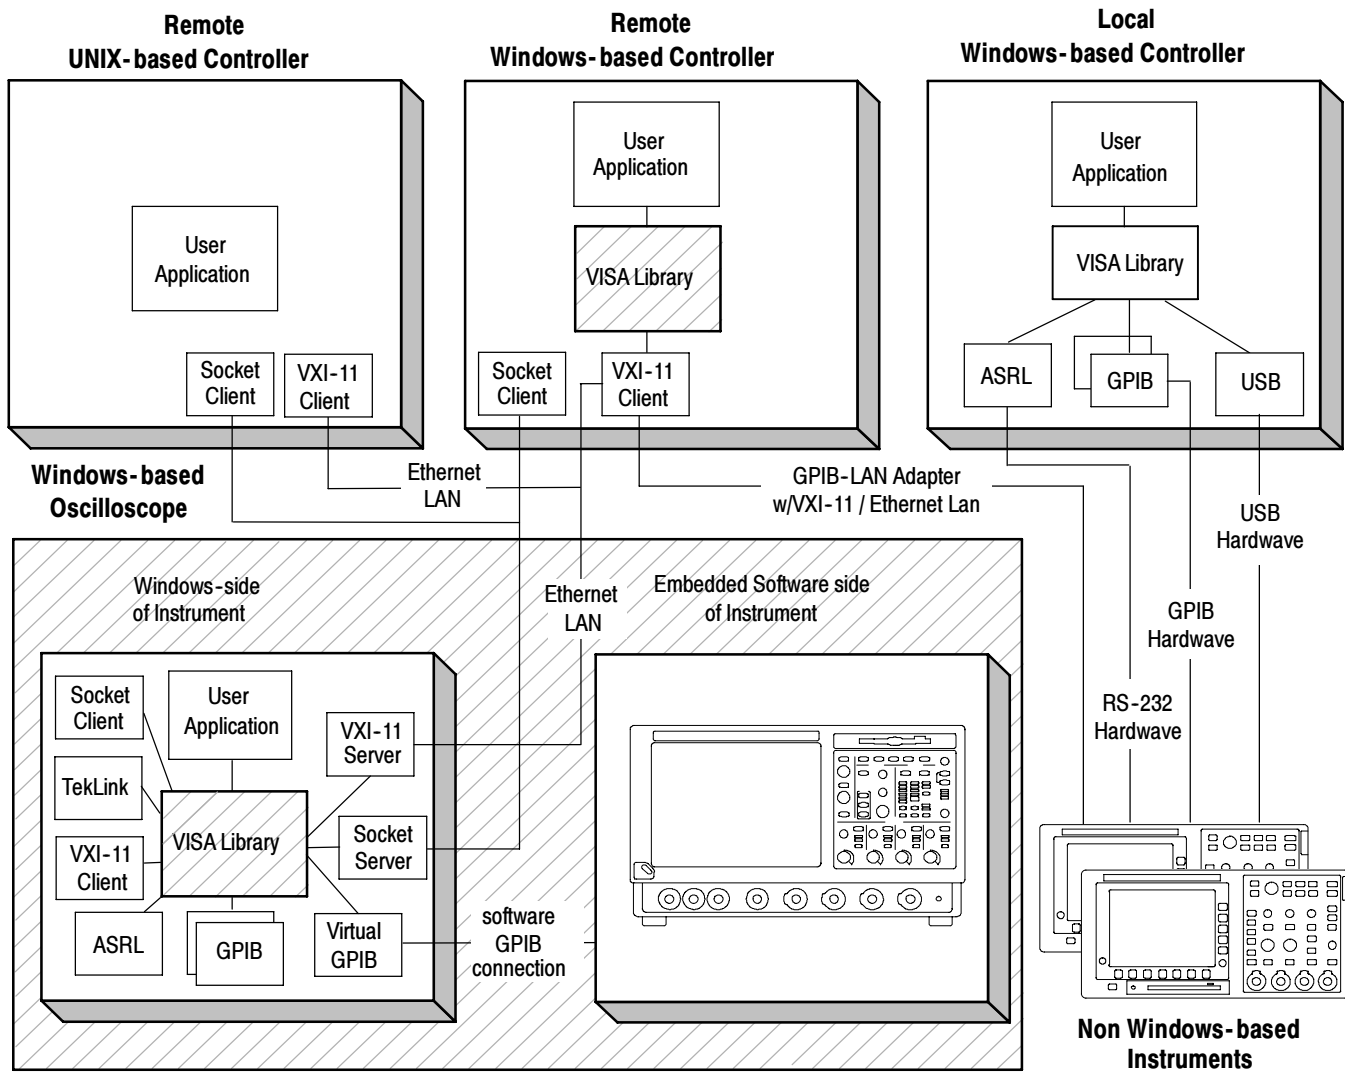 Remote
UNIX-based Controller
Remote
Windows-based Controller
Local
Windows-based Controller
User
Application
Socket
Client
VXI-11
Client
User
Application
VISA Library
Socket
Client
VXI-11
Client
User
Application
VISA Library
ASRL
GPIB
USB
Windows-based
Oscilloscope
Ethernet
LAN
GPIB-LAN Adapter
w/VXI-11 / Ethernet Lan
USB
Hardwave
Windows-side
of Instrument
Ethernet
LAN
Embedded Software side
of Instrument
GPIB
Hardwave
RS-232
Hardwave
Socket
Client
User
Application
VXI-11
Server
TekLink
VISA Library
Socket
Server
VXI-11
Client
ASRL
GPIB
Virtual
GPIB
software
GPIB
connection
Non Windows-based
Instruments